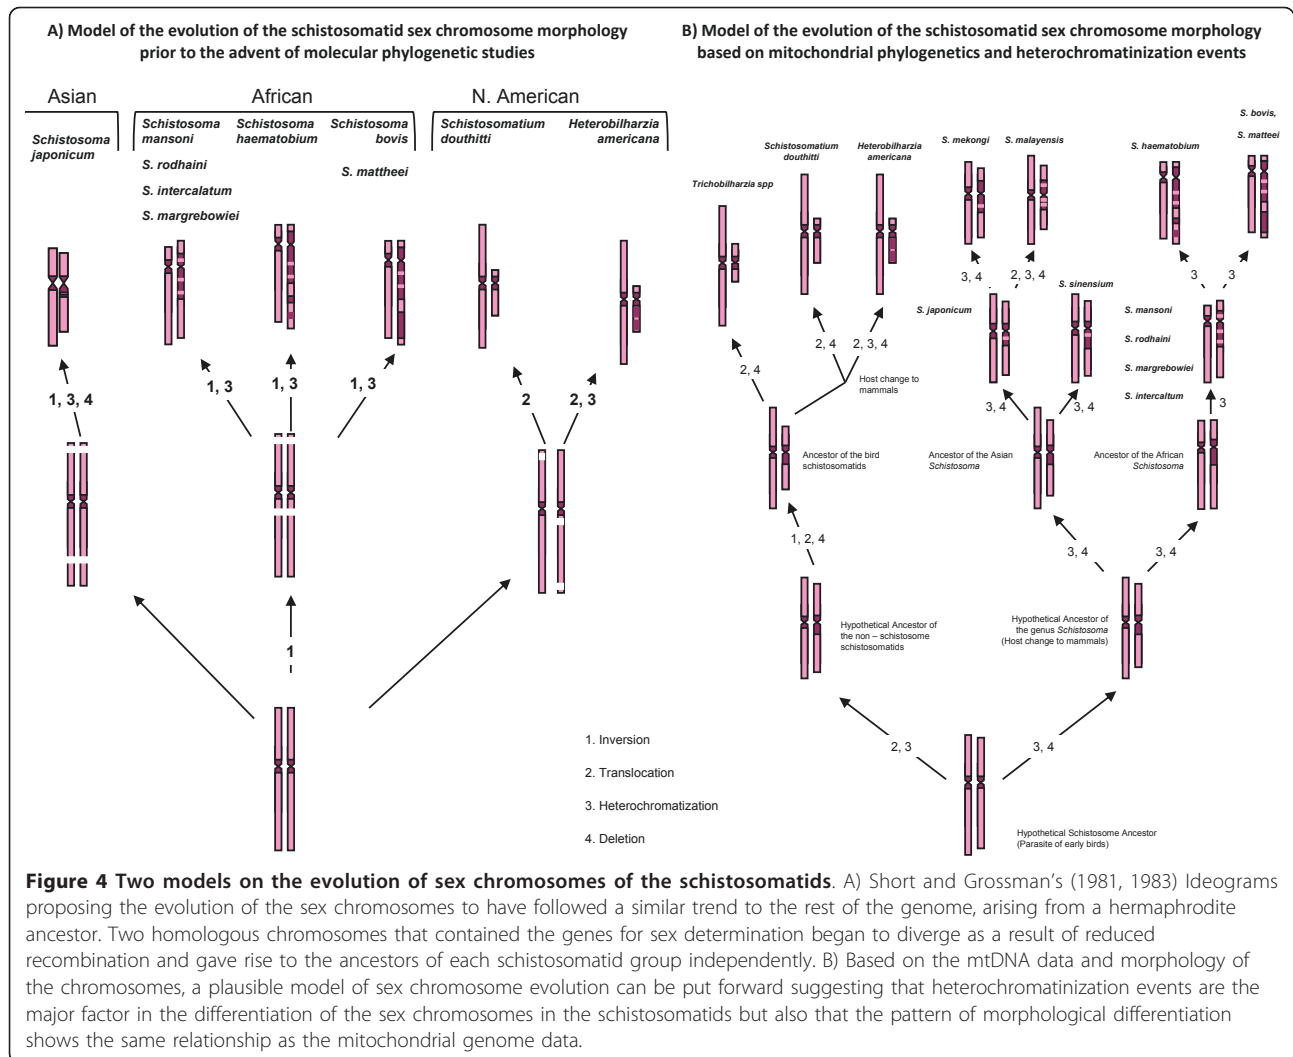 A) Model of the evolution of the schistosomatid sex chromosome morphology
prior to the advent of molecular phylogenetic studies
Asian
African
N. American
Schistosoma
japonicum
Schistosoma
mansoni
S. rodhaini
S. intercalatum
S. margrebowiei
Schistosoma
haematobium
Schistosoma
bovis
S. mattheei
Schistosomatium
douthitti
Heterobilharzia
americana
1, 3, 4
1, 3
1, 3
1, 3
2
2, 3
1
1. Inversion
2. Translocation
3. Heterochromatization
4. Deletion
B) Model of the evolution of the schistosomatid sex chromosome morphology
based on mitochondrial phylogenetics and heterochromatinization events
Trichobilharzia spp
Schistosomatium
douthitti
Heterobilharzia
americana
S. mekongi
S. malayensis
S. haematobium
S. bovis,
S. matteei
2, 4
2, 4
2, 3, 4
Host change to
mammals
3, 4
2, 3, 4
3
3
S. japonicum
S. sinensium
S. mansoni
S. rodhaini
S. margrebowiei
S. intercaltum
3, 4
3, 4
3
Ancestor of the bird
schistosomatids
Ancestor of the Asian
Schistosoma
Ancestor of the African
Schistosoma
1, 2, 4
3, 4
3, 4
Hypothetical Ancestor of
the non – schistosome
schistosomatids
Hypothetical Ancestor of
the genus Schistosoma
(Host change to mammals)
2, 3
3, 4
Hypothetical Schistosome Ancestor
(Parasite of early birds)
Figure 4 Two models on the evolution of sex chromosomes of the schistosomatids. A) Short and Grossman's (1981, 1983) Ideograms
proposing the evolution of the sex chromosomes to have followed a similar trend to the rest of the genome, arising from a hermaphrodite
ancestor. Two homologous chromosomes that contained the genes for sex determination began to diverge as a result of reduced
recombination and gave rise to the ancestors of each schistosomatid group independently. B) Based on the mtDNA data and morphology of
the chromosomes, a plausible model of sex chromosome evolution can be put forward suggesting that heterochromatinization events are the
major factor in the differentiation of the sex chromosomes in the schistosomatids but also that the pattern of morphological differentiation
shows the same relationship as the mitochondrial genome data.